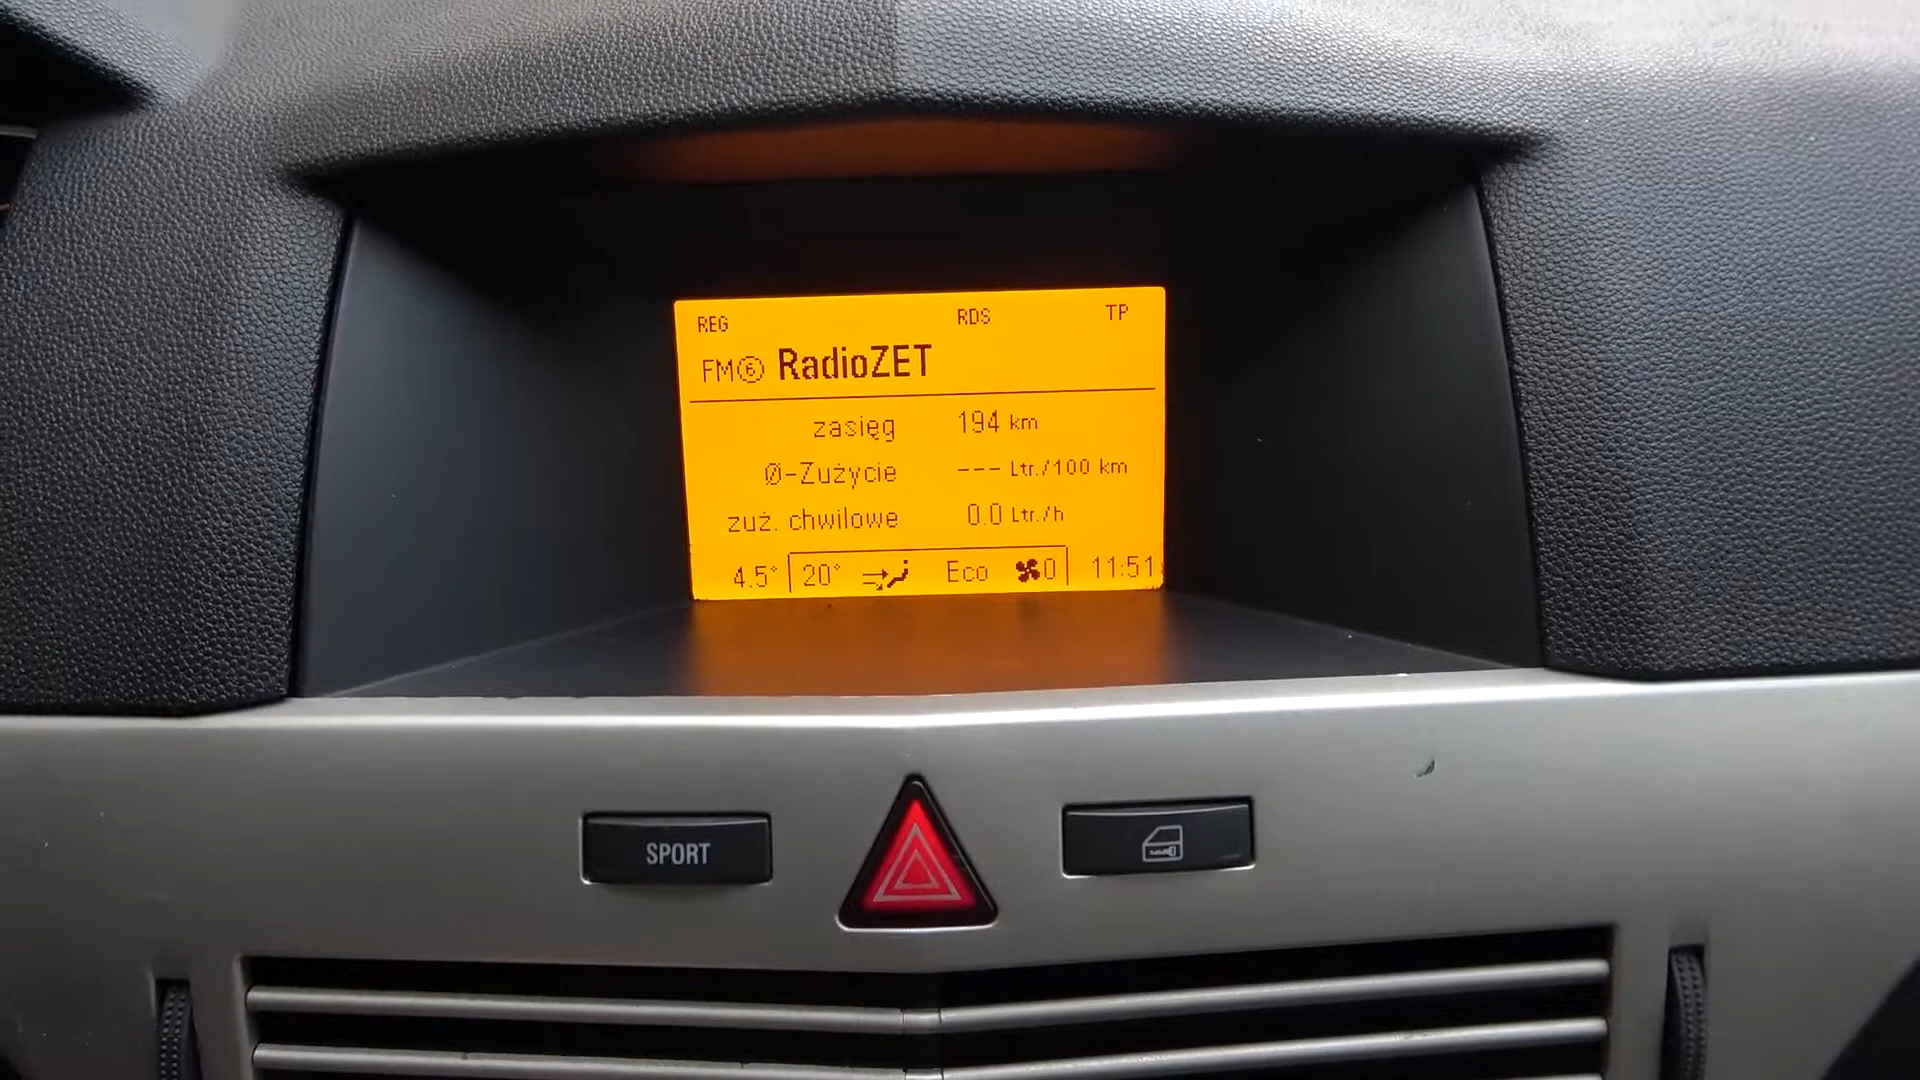 REG RDS TP
FM⑥ RadioZET
zasięg 194 km
Ø-Zużycie --- Ltr./100 km
zuż. chwilowe 0.0 Ltr./h
4.5° 20° Eco 0 11:51
SPORT